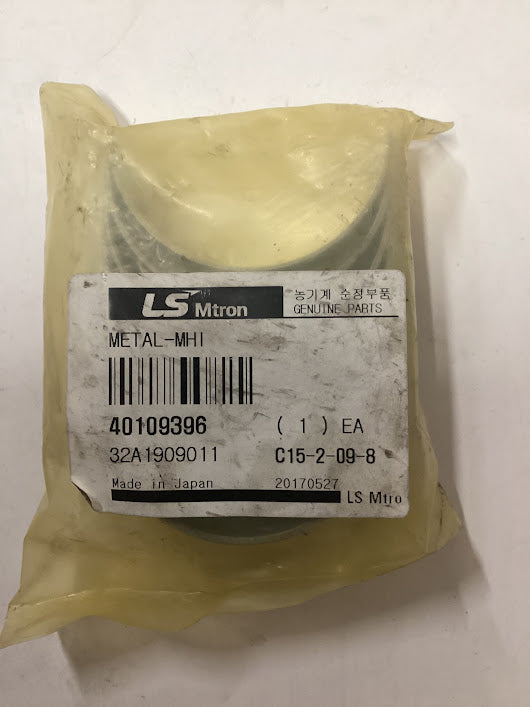 LS Mtron
농기계 순정부품
GENUINE PARTS
METAL-MHI
40109396 ( 1 ) EA
32A1909011 C15-2-09-8
Made in Japan 20170527
LS Mtro